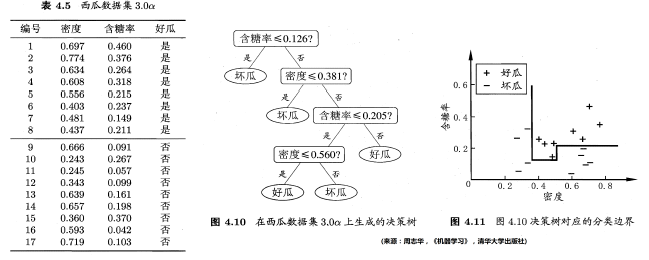 表 4.5 西瓜数据集 3.0α
编号 密度 含糖率 好瓜
1 0.697 0.460 是
2 0.774 0.376 是
3 0.634 0.264 是
4 0.608 0.318 是
5 0.556 0.215 是
6 0.403 0.237 是
7 0.481 0.149 是
8 0.437 0.211 是
9 0.666 0.091 否
10 0.243 0.267 否
11 0.245 0.057 否
12 0.343 0.099 否
13 0.639 0.161 否
14 0.657 0.198 否
15 0.360 0.370 否
16 0.593 0.042 否
17 0.719 0.103 否
含糖率≤0.126?
是 否
坏瓜 密度≤0.381?
是 否
坏瓜 含糖率≤0.205?
是 否
密度≤0.560? 好瓜
是 否
好瓜 坏瓜
图 4.10 在西瓜数据集 3.0α 上生成的决策树
+ 好瓜
- 坏瓜
含糖率
0.6
0.4
0.2
0 0.2 0.4 0.6 0.8
密度
图 4.11 图 4.10 决策树对应的分类边界
(来源：周志华，《机器学习》，清华大学出版社)